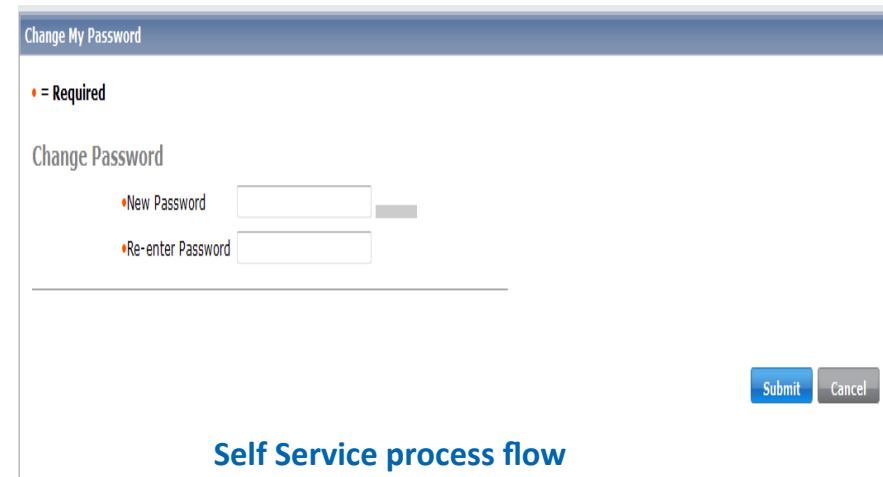 Change My Password
• = Required
Change Password
•New Password
•Re-enter Password
Submit Cancel
Self Service process flow